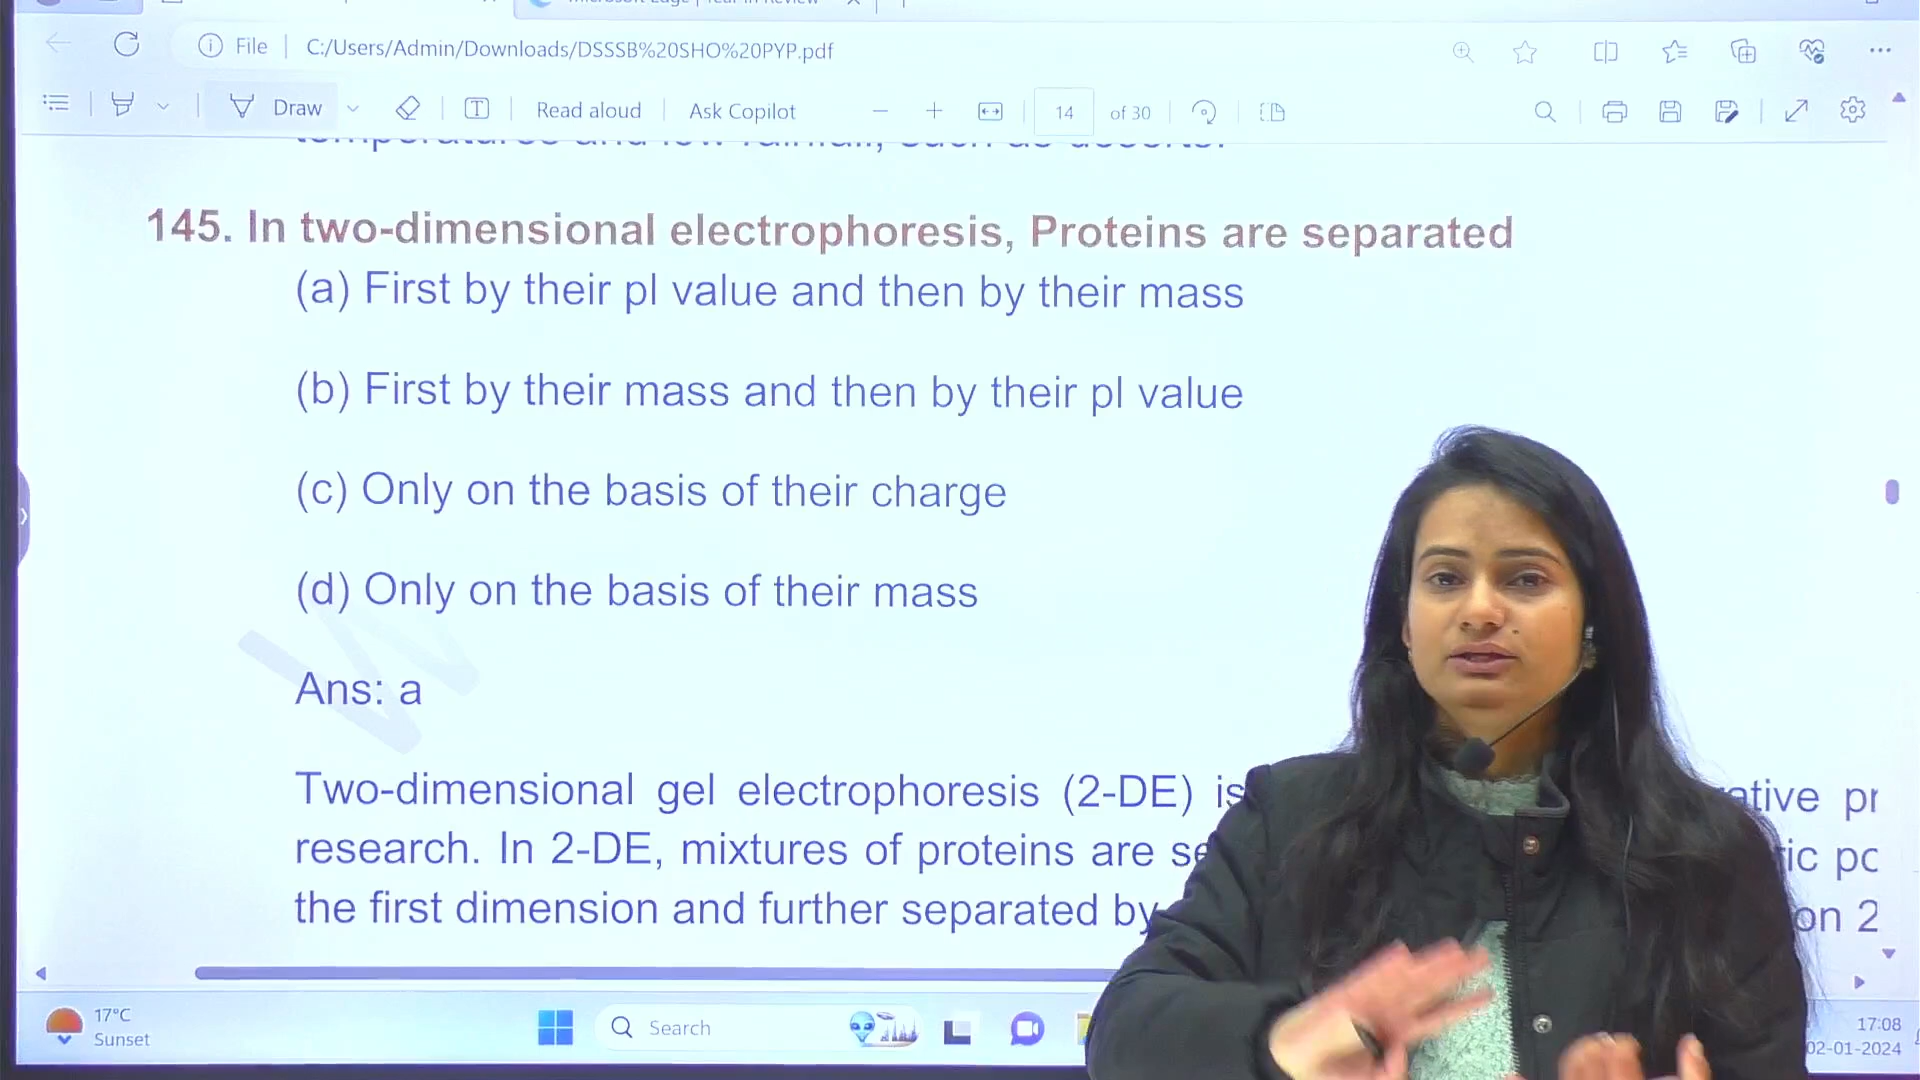 File
C:/Users/Admin/Downloads/DSSSB%20SHO%20PYP.pdf
Draw
Read aloud
Ask Copilot
14
of 30
145. In two-dimensional electrophoresis, Proteins are separated
(a) First by their pI value and then by their mass
(b) First by their mass and then by their pI value
(c) Only on the basis of their charge
(d) Only on the basis of their mass
Ans: a
Two-dimensional gel electrophoresis (2-DE) is
research. In 2-DE, mixtures of proteins are
the first dimension and further separated by on 2
17°C
Sunset
Search
17:08
02-01-2024